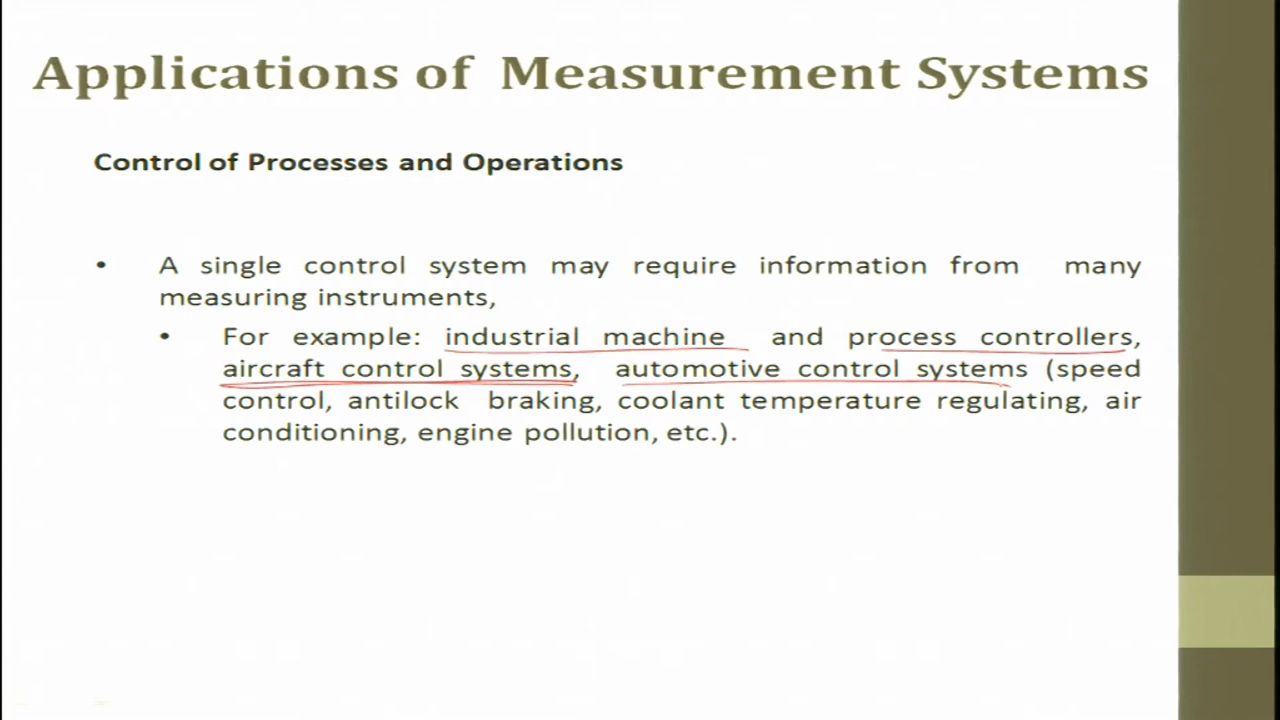 Applications of Measurement Systems
Control of Processes and Operations
• A single control system may require information from many
measuring instruments,
• For example: industrial machine and process controllers,
aircraft control systems, automotive control systems (speed
control, antilock braking, coolant temperature regulating, air
conditioning, engine pollution, etc.).